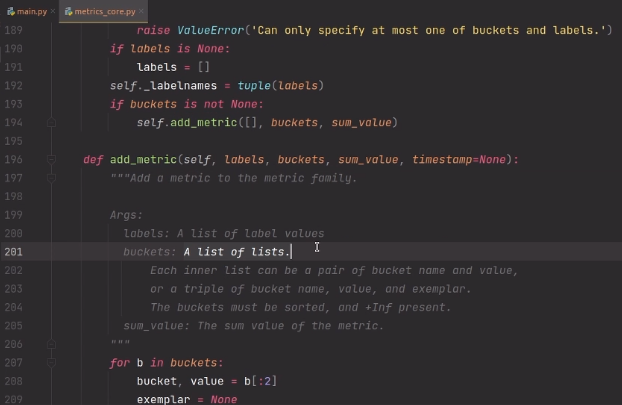 main.py × metrics_core.py ×
189 raise ValueError('Can only specify at most one of buckets and labels.')
190 if labels is None:
191 labels = []
192 self._labelnames = tuple(labels)
193 if buckets is not None:
194 self.add_metric([], buckets, sum_value)
195
196 def add_metric(self, labels, buckets, sum_value, timestamp=None):
197 """Add a metric to the metric family.
198
199 Args:
200 labels: A list of label values
201 buckets: A list of lists.
202 Each inner list can be a pair of bucket name and value,
203 or a triple of bucket name, value, and exemplar.
204 The buckets must be sorted, and +Inf present.
205 sum_value: The sum value of the metric.
206 """
207 for b in buckets:
208 bucket, value = b[:2]
209 exemplar = None